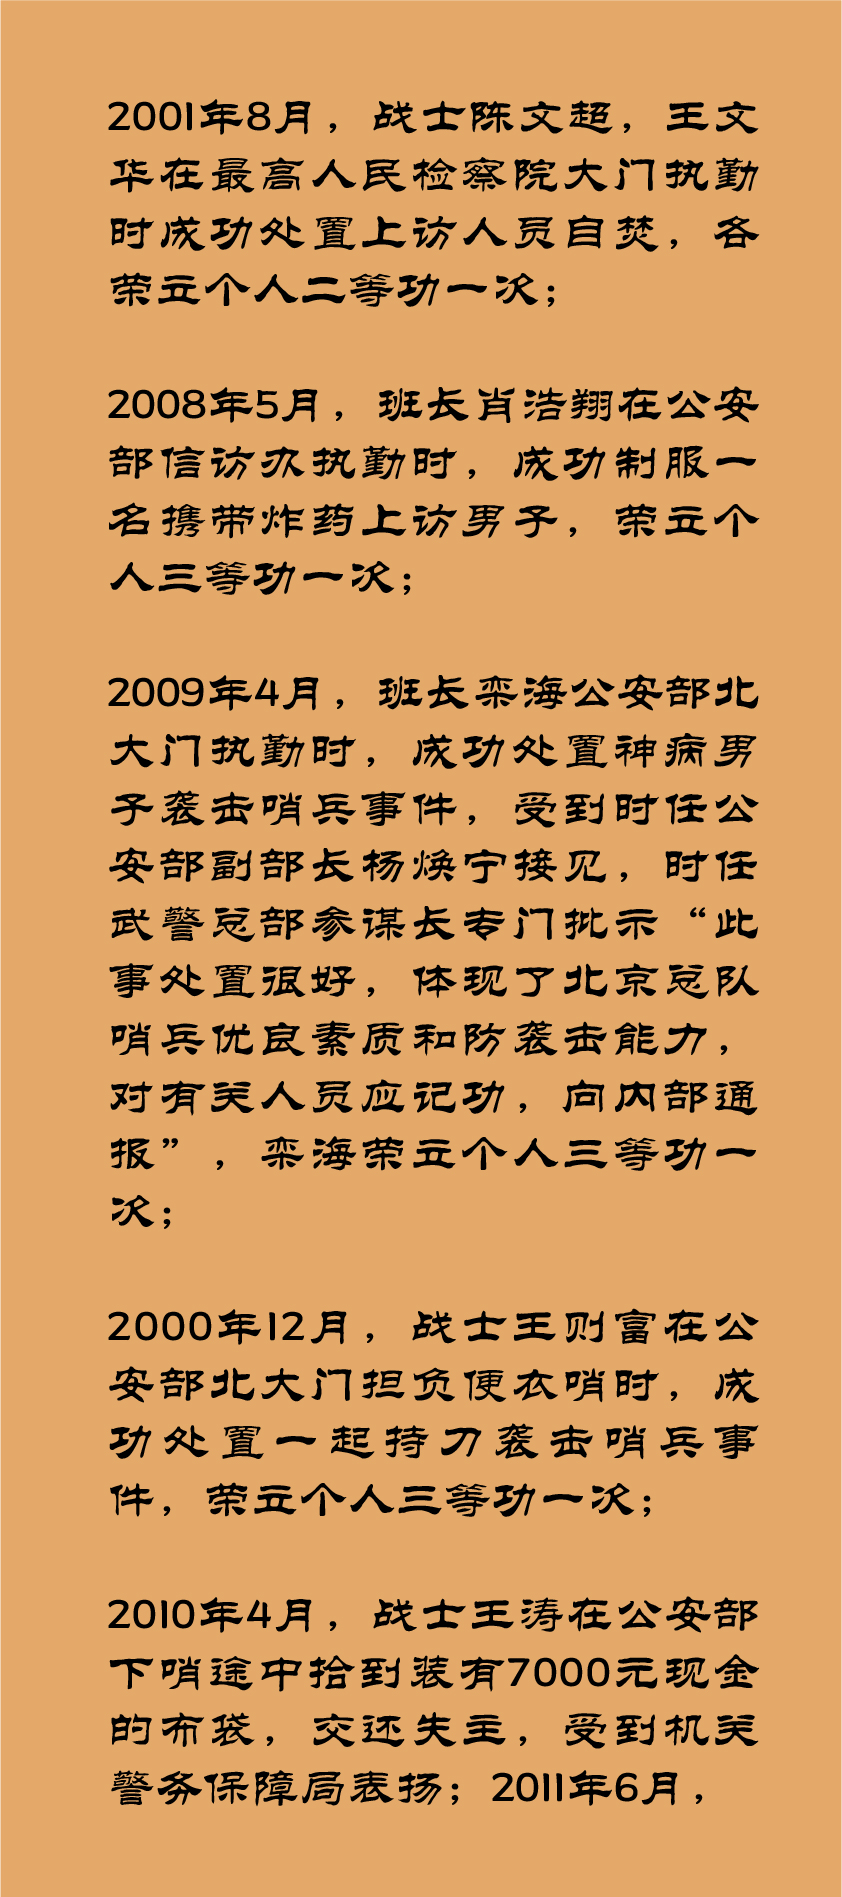 2001年8月，战士陈文超，王文
华在最高人民检察院大门执勤
时成功处置上访人员自焚，各
荣立个人二等功一次；
2008年5月，班长肖浩翔在公安
部信访办执勤时，成功制服一
名携带炸药上访男子，荣立个
人三等功一次；
2009年4月，班长栾海公安部北
大门执勤时，成功处置神病男
子袭击哨兵事件，受到时任公
安部副部长杨焕宁接见，时任
武警总部参谋长专门批示“此
事处置很好，体现了北京总队
哨兵优良素质和防袭击能力，
对有关人员应记功，向内部通
报”，栾海荣立个人三等功一
次；
2000年12月，战士王则富在公
安部北大门担负便衣哨时，成
功处置一起持刀袭击哨兵事
件，荣立个人三等功一次；
2010年4月，战士王涛在公安部
下哨途中拾到装有7000元现金
的布袋，交还失主，受到机关
警务保障局表扬；2011年6月，